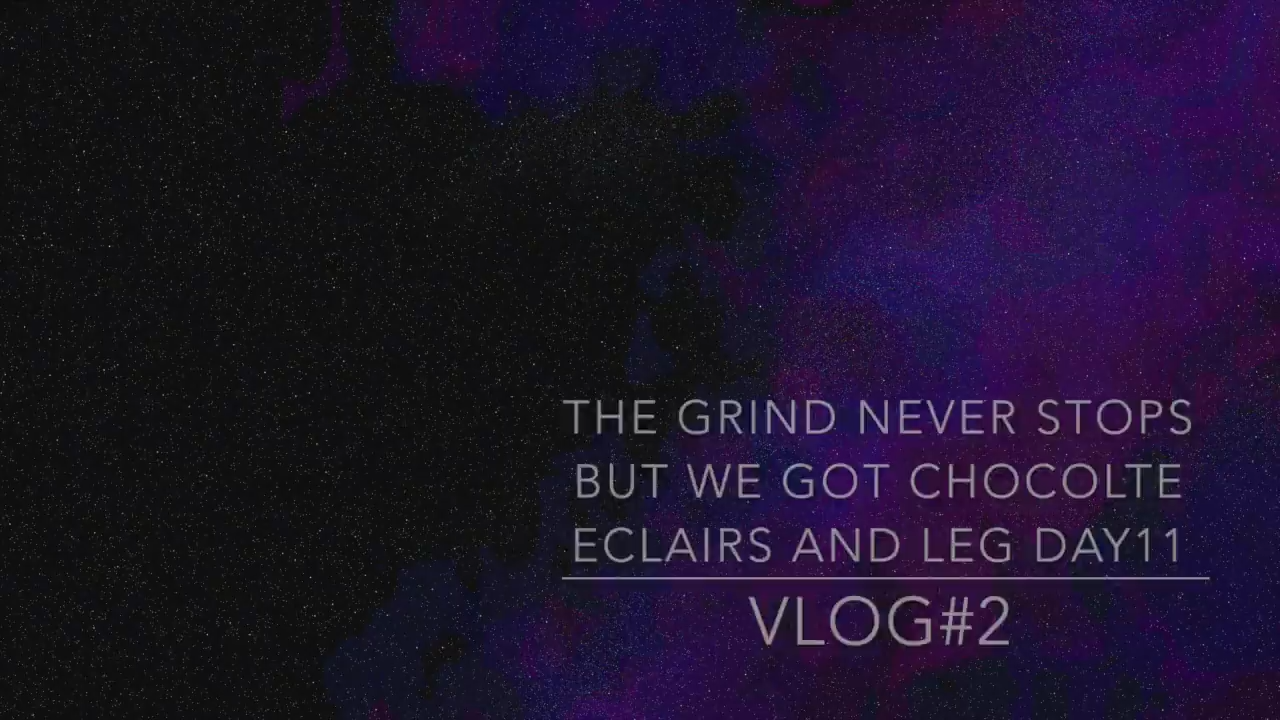 THE GRIND NEVER STOPS
BUT WE GOT CHOCOLTE
ECLAIRS AND LEG DAY11
VLOG#2